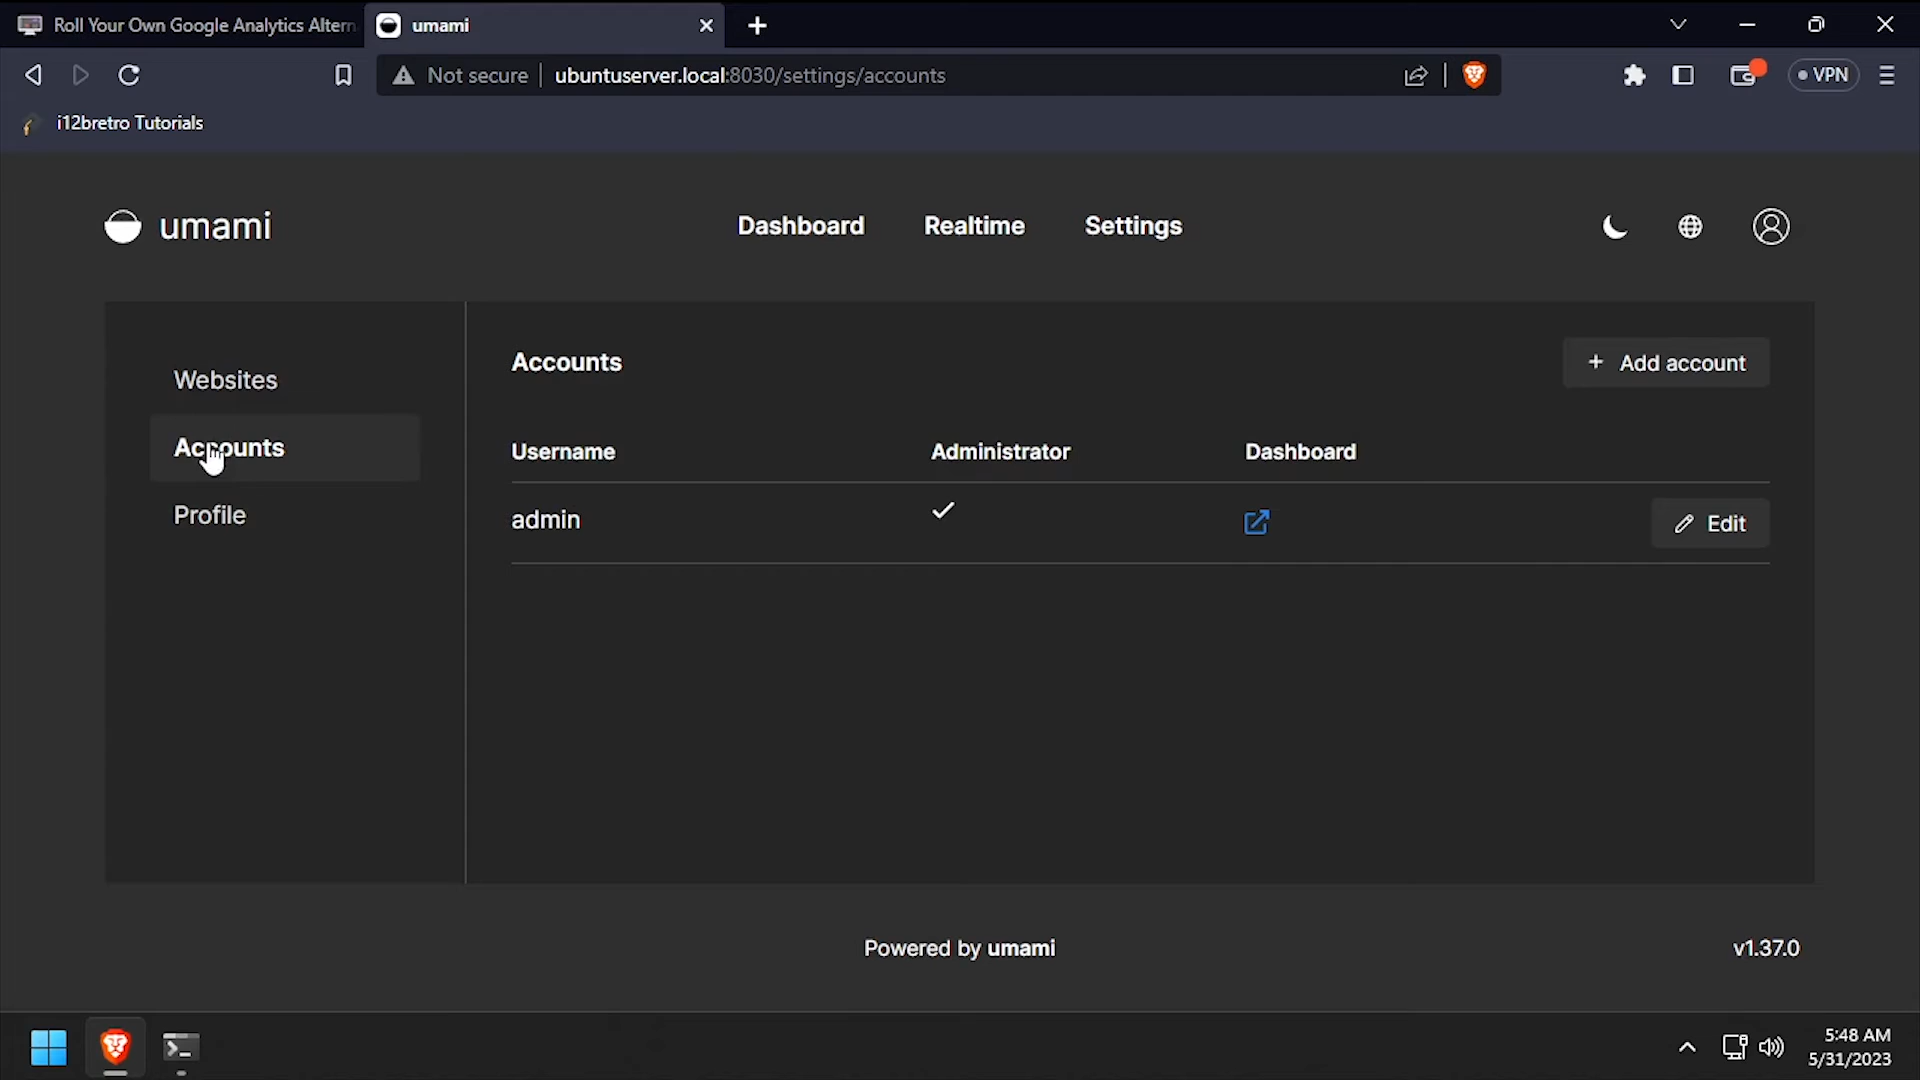 Roll Your Own Google Analytics Altern
umami
Not secure
ubuntuserver.local:8030/settings/accounts
VPN
i12bretro Tutorials
umami
Dashboard
Realtime
Settings
Websites
Accounts
Profile
Accounts
+ Add account
Username
Administrator
Dashboard
admin
Edit
Powered by umami
v1.37.0
5:48 AM
5/31/2023